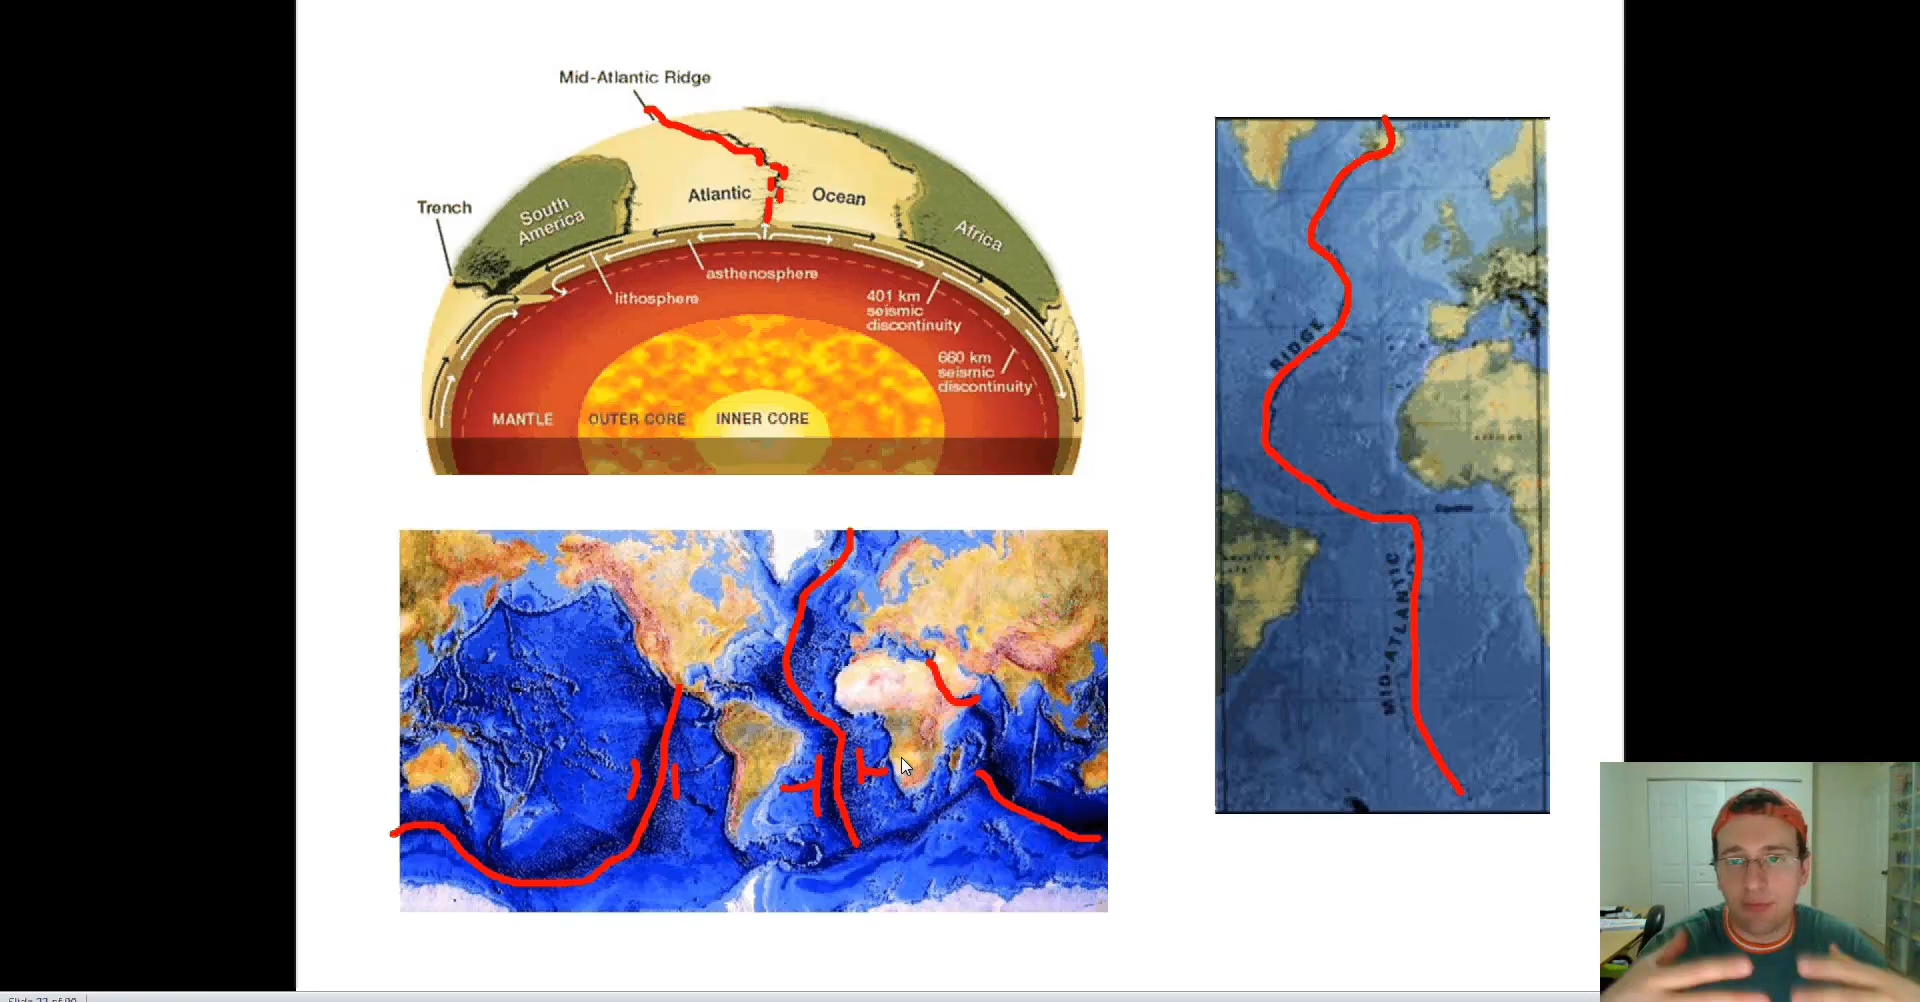 Mid-Atlantic Ridge
Trench
South
America
Atlantic
Ocean
Africa
asthenosphere
lithosphere
401 km
seismic
discontinuity
660 km
seismic
discontinuity
MANTLE
OUTER CORE
INNER CORE
RIDGE
MID-ATLANTIC